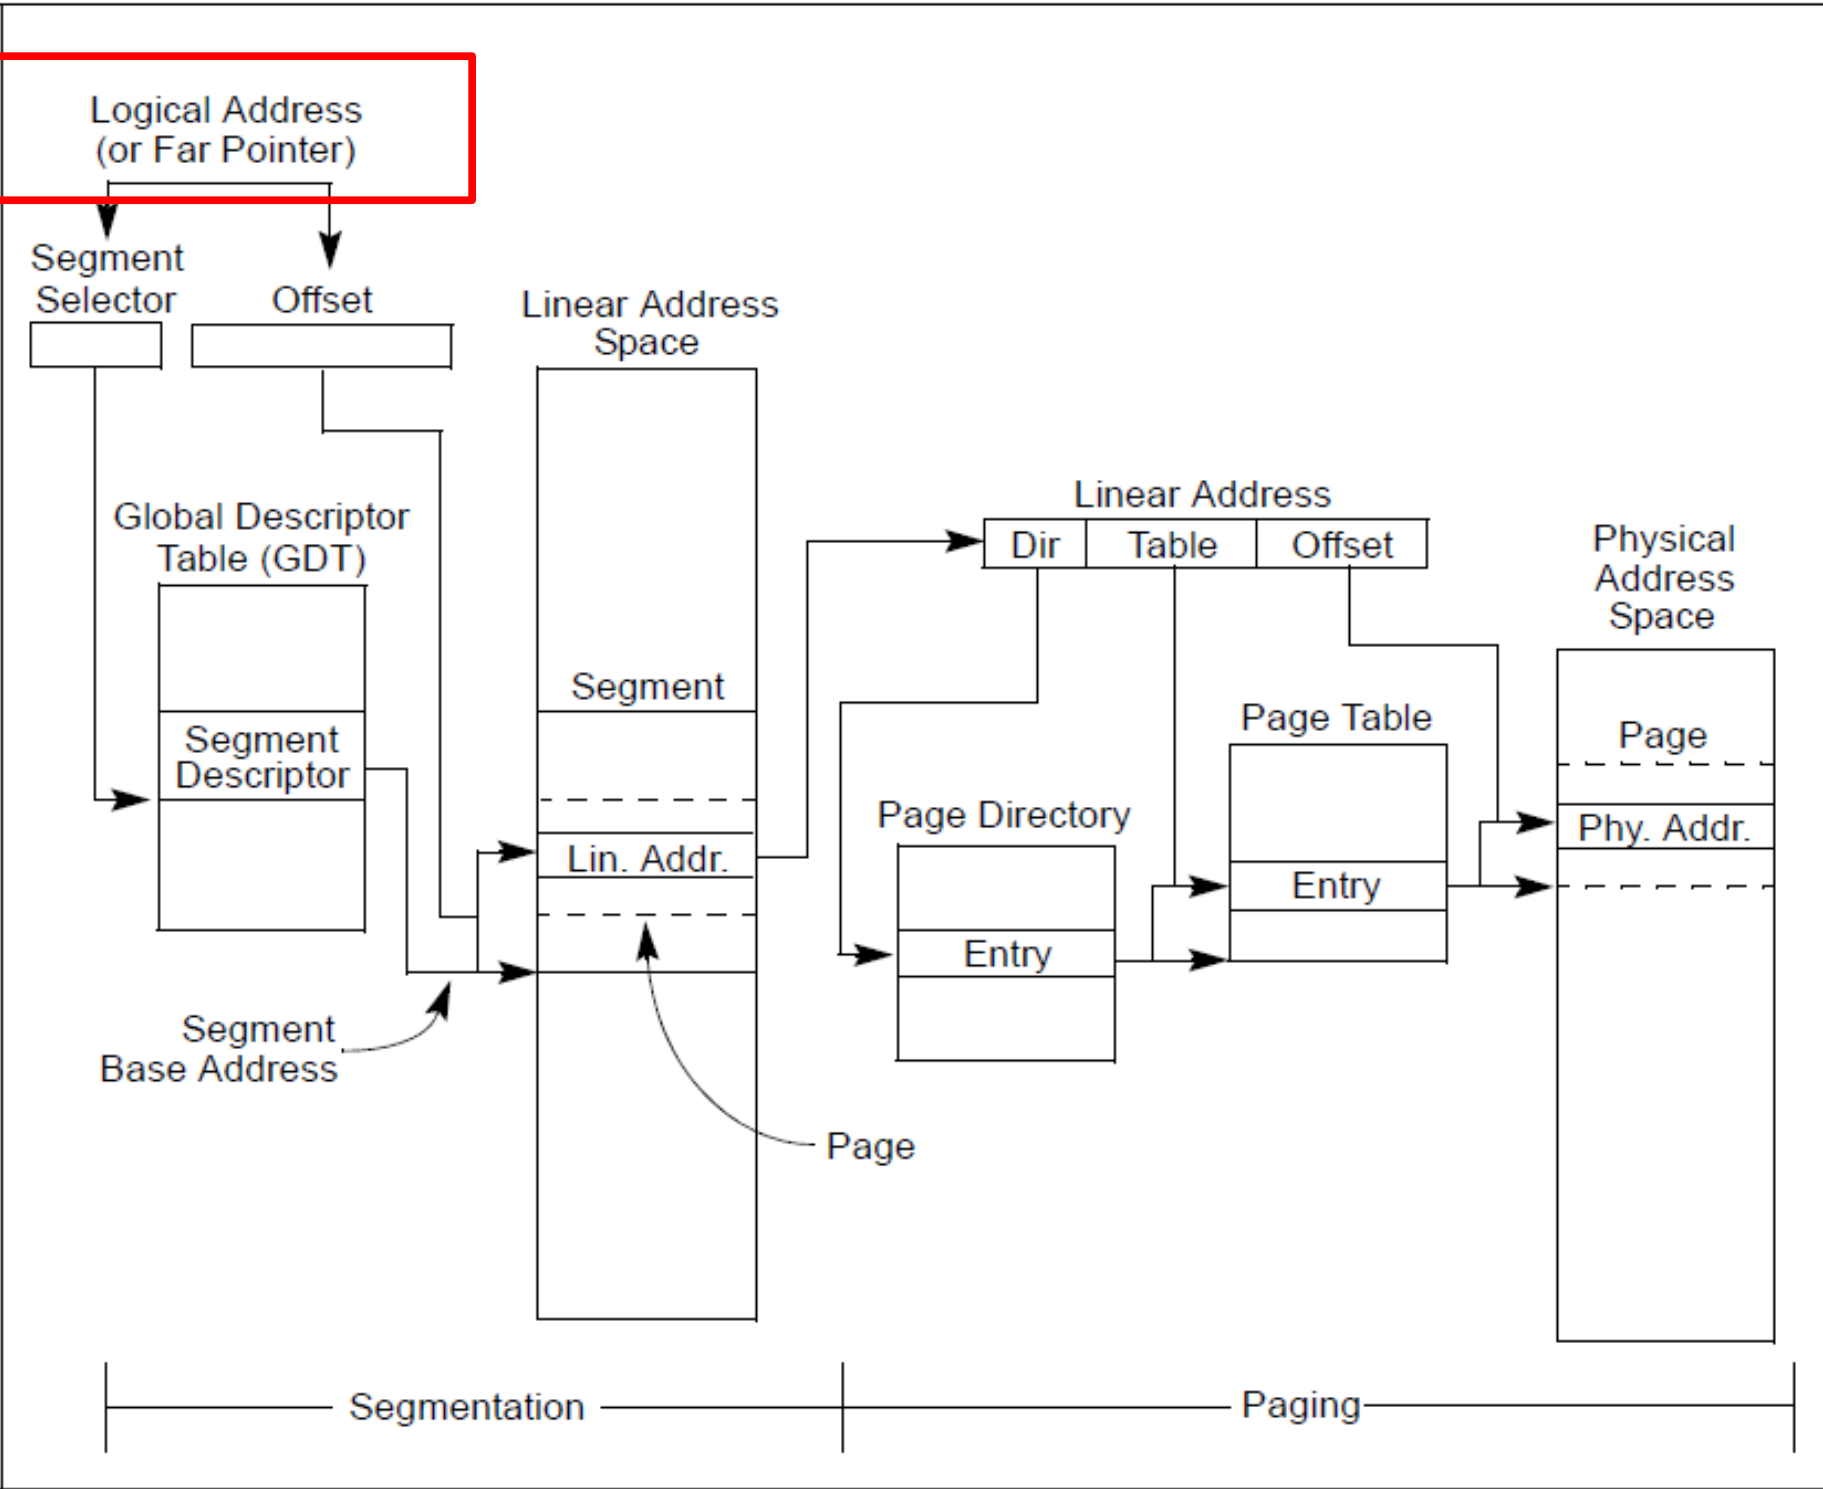 Logical Address
(or Far Pointer)
Segment
Selector
Offset
Linear Address
Space
Global Descriptor
Table (GDT)
Segment
Descriptor
Segment
Base Address
Segment
Lin. Addr.
Page
Linear Address
Dir
Table
Offset
Page Directory
Entry
Page Table
Entry
Physical
Address
Space
Page
Phy. Addr.
Segmentation
Paging